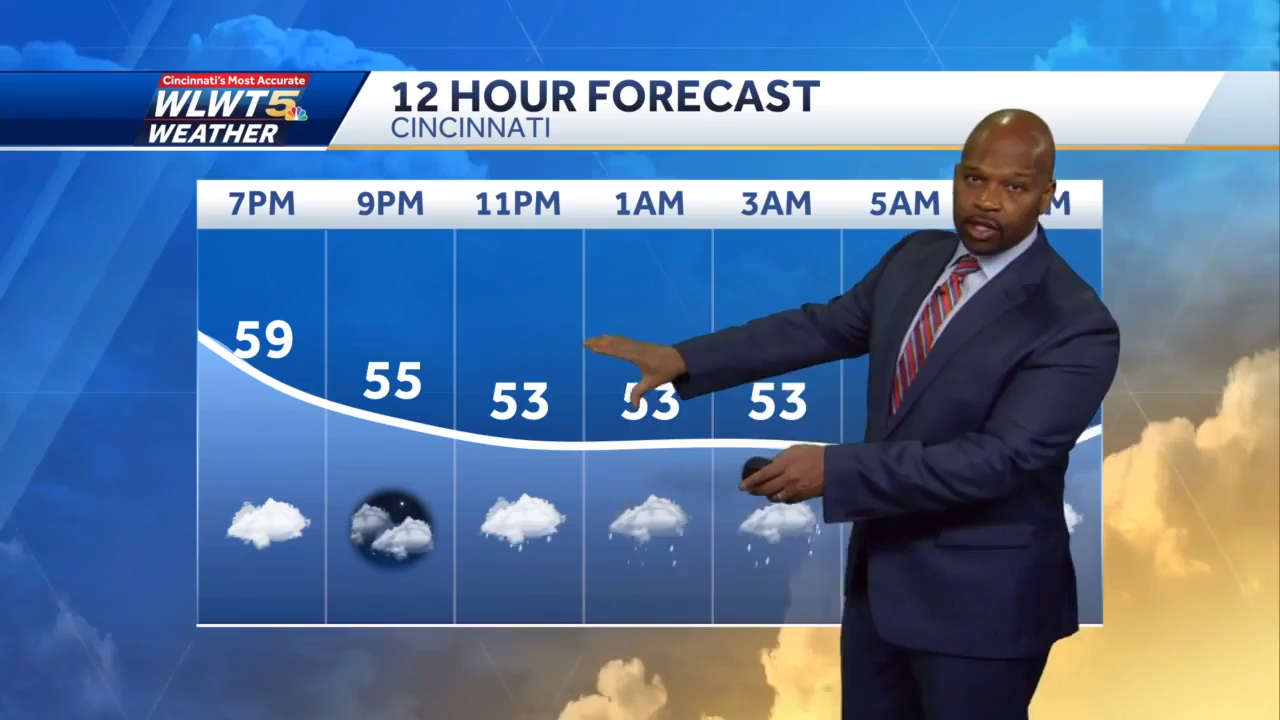 Cincinnati's Most Accurate
WLWT5
WEATHER
12 HOUR FORECAST
CINCINNATI
7PM 9PM 11PM 1AM 3AM 5AM
59 55 53 53 53